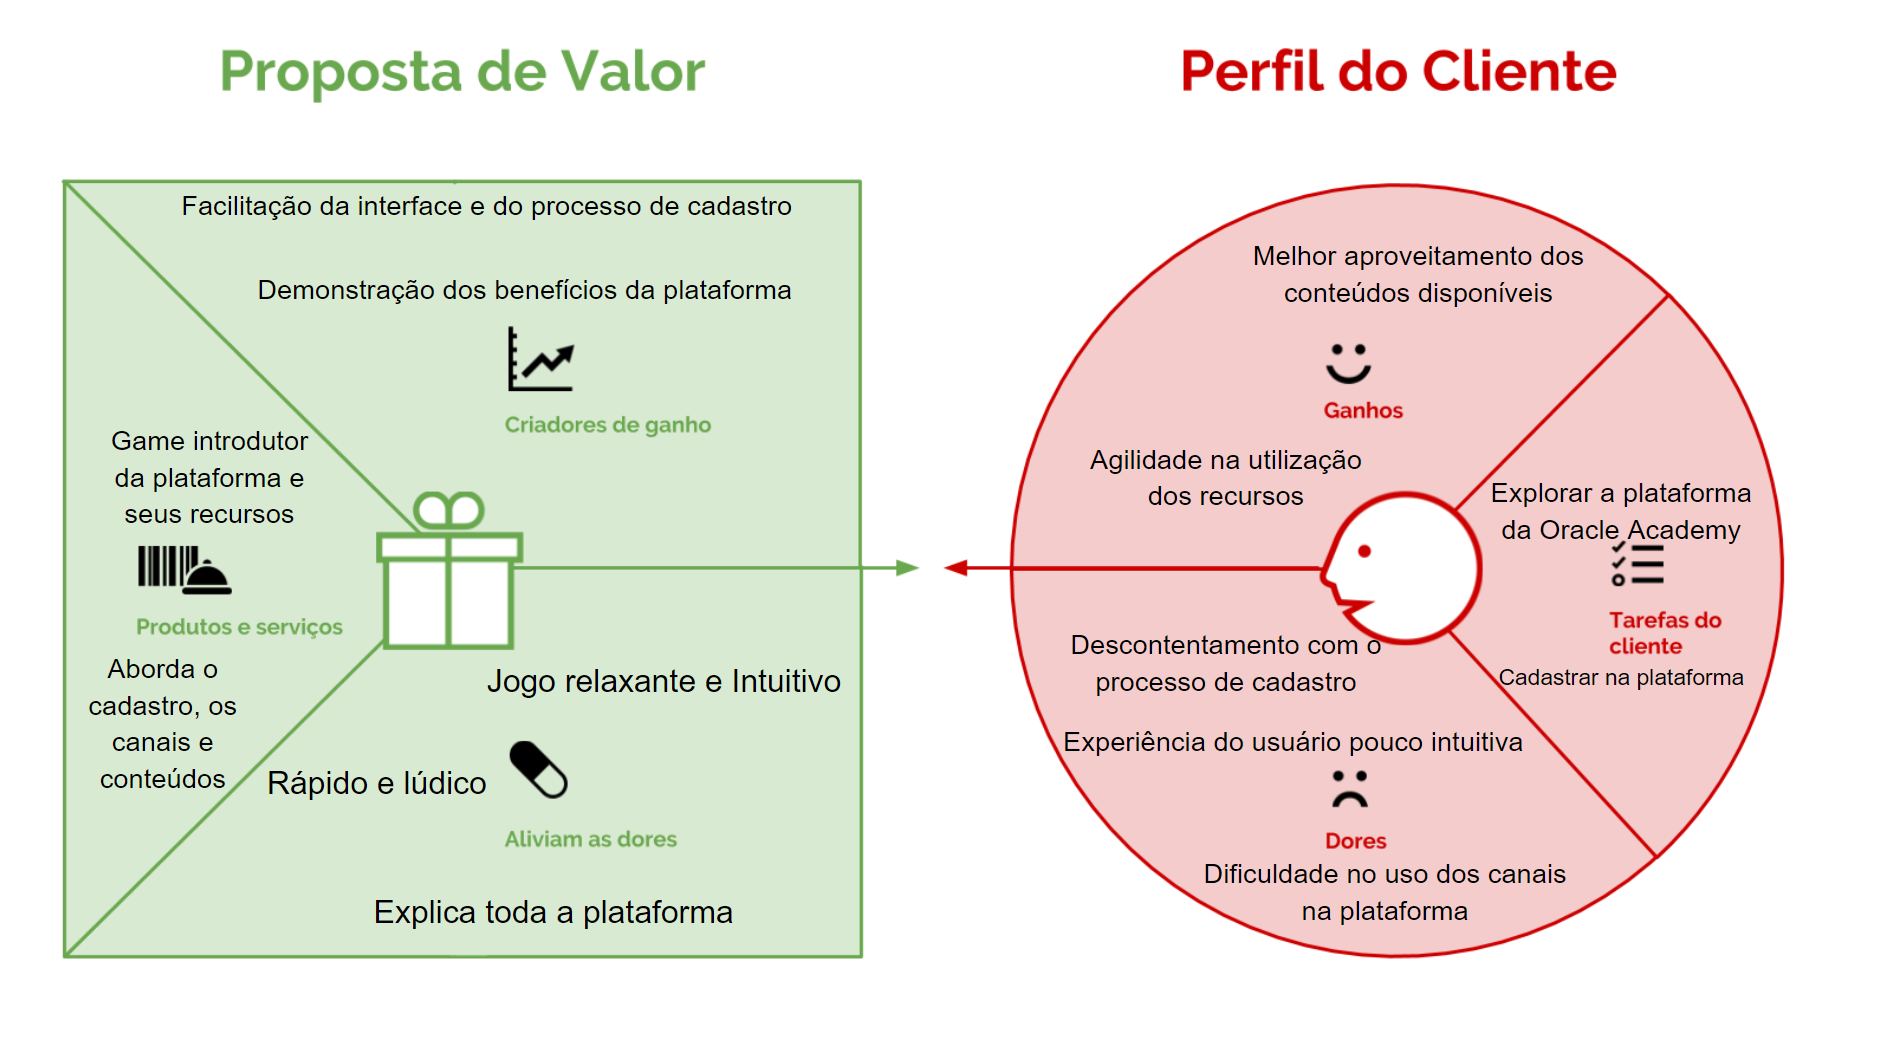 Proposta de Valor
Facilitação da interface e do processo de cadastro
Demonstração dos benefícios da plataforma
Criadores de ganho
Game introdutor
da plataforma e
seus recursos
Produtos e serviços
Aborda o
cadastro, os
canais e
conteúdos
Jogo relaxante e Intuitivo
Rápido e lúdico
Aliviam as dores
Explica toda a plataforma
Perfil do Cliente
Melhor aproveitamento dos
conteúdos disponíveis
Ganhos
Agilidade na utilização
dos recursos
Explorar a plataforma
da Oracle Academy
Tarefas do
cliente
Cadastrar na plataforma
Descontentamento com o
processo de cadastro
Experiência do usuário pouco intuitiva
Dores
Dificuldade no uso dos canais
na plataforma